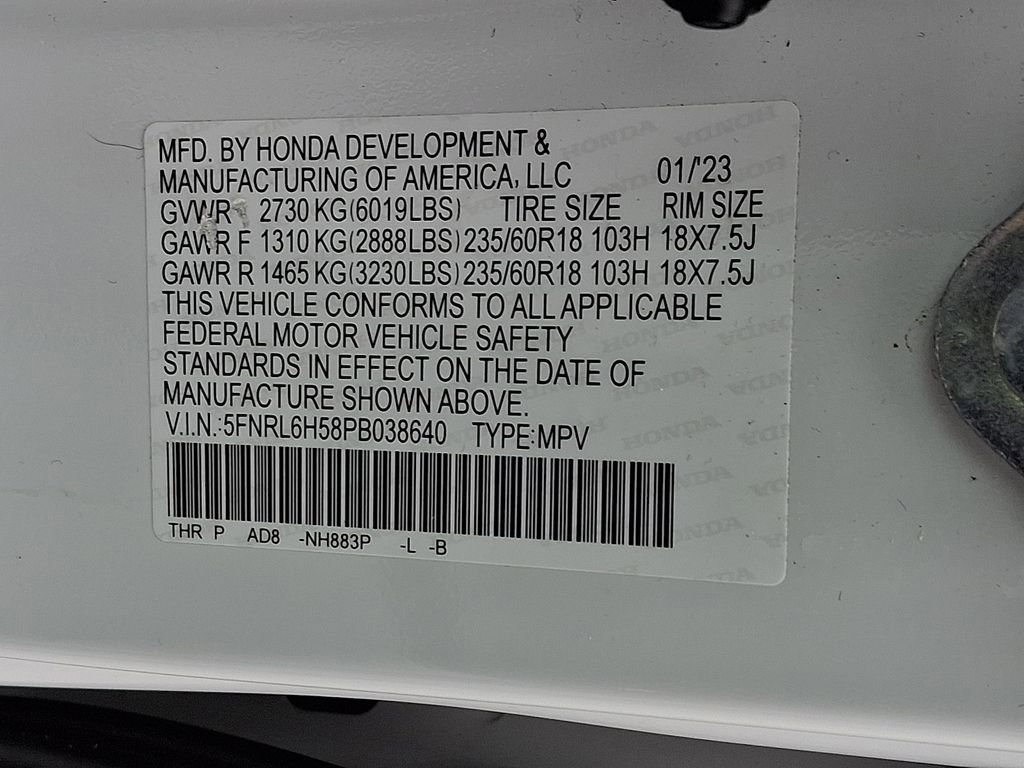 MFD. BY HONDA DEVELOPMENT &
MANUFACTURING OF AMERICA, LLC 01/'23
GVWR 2730 KG(6019LBS) TIRE SIZE RIM SIZE
GAWR F 1310 KG(2888LBS) 235/60R18 103H 18X7.5J
GAWR R 1465 KG(3230LBS) 235/60R18 103H 18X7.5J
THIS VEHICLE CONFORMS TO ALL APPLICABLE
FEDERAL MOTOR VEHICLE SAFETY
STANDARDS IN EFFECT ON THE DATE OF
MANUFACTURE SHOWN ABOVE.
V.I.N.:5FNRL6H58PB038640 TYPE:MPV
THR P AD8 -NH883P -L -B